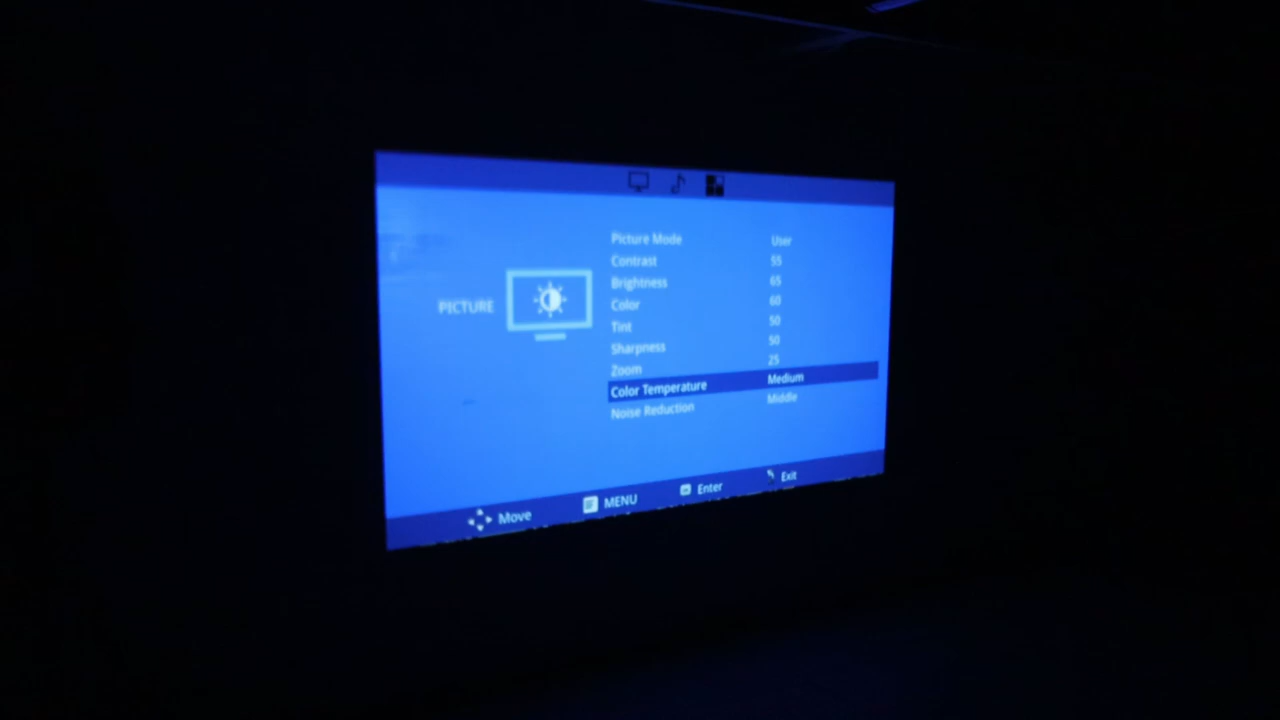 PICTURE
Picture Mode User
Contrast 55
Brightness 65
Color 60
Tint 50
Sharpness 50
Zoom 25
Color Temperature Medium
Noise Reduction Middle
Move MENU Enter Exit